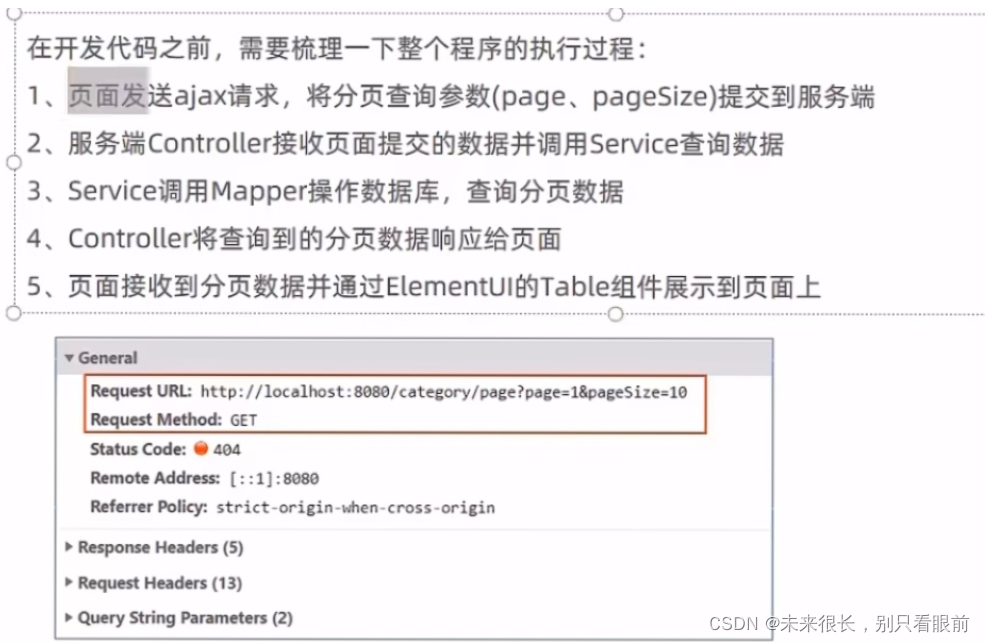 在开发代码之前，需要梳理一下整个程序的执行过程：
1、页面发送ajax请求，将分页查询参数(page、pageSize)提交到服务端
2、服务端Controller接收页面提交的数据并调用Service查询数据
3、Service调用Mapper操作数据库，查询分页数据
4、Controller将查询到的分页数据响应给页面
5、页面接收到分页数据并通过ElementUI的Table组件展示到页面上
General
Request URL: http://localhost:8080/category/page?page=1&pageSize=10
Request Method: GET
Status Code: 404
Remote Address: [::1]:8080
Referrer Policy: strict-origin-when-cross-origin
Response Headers (5)
Request Headers (13)
Query String Parameters (2)
CSDN @未来很长，别只看眼前